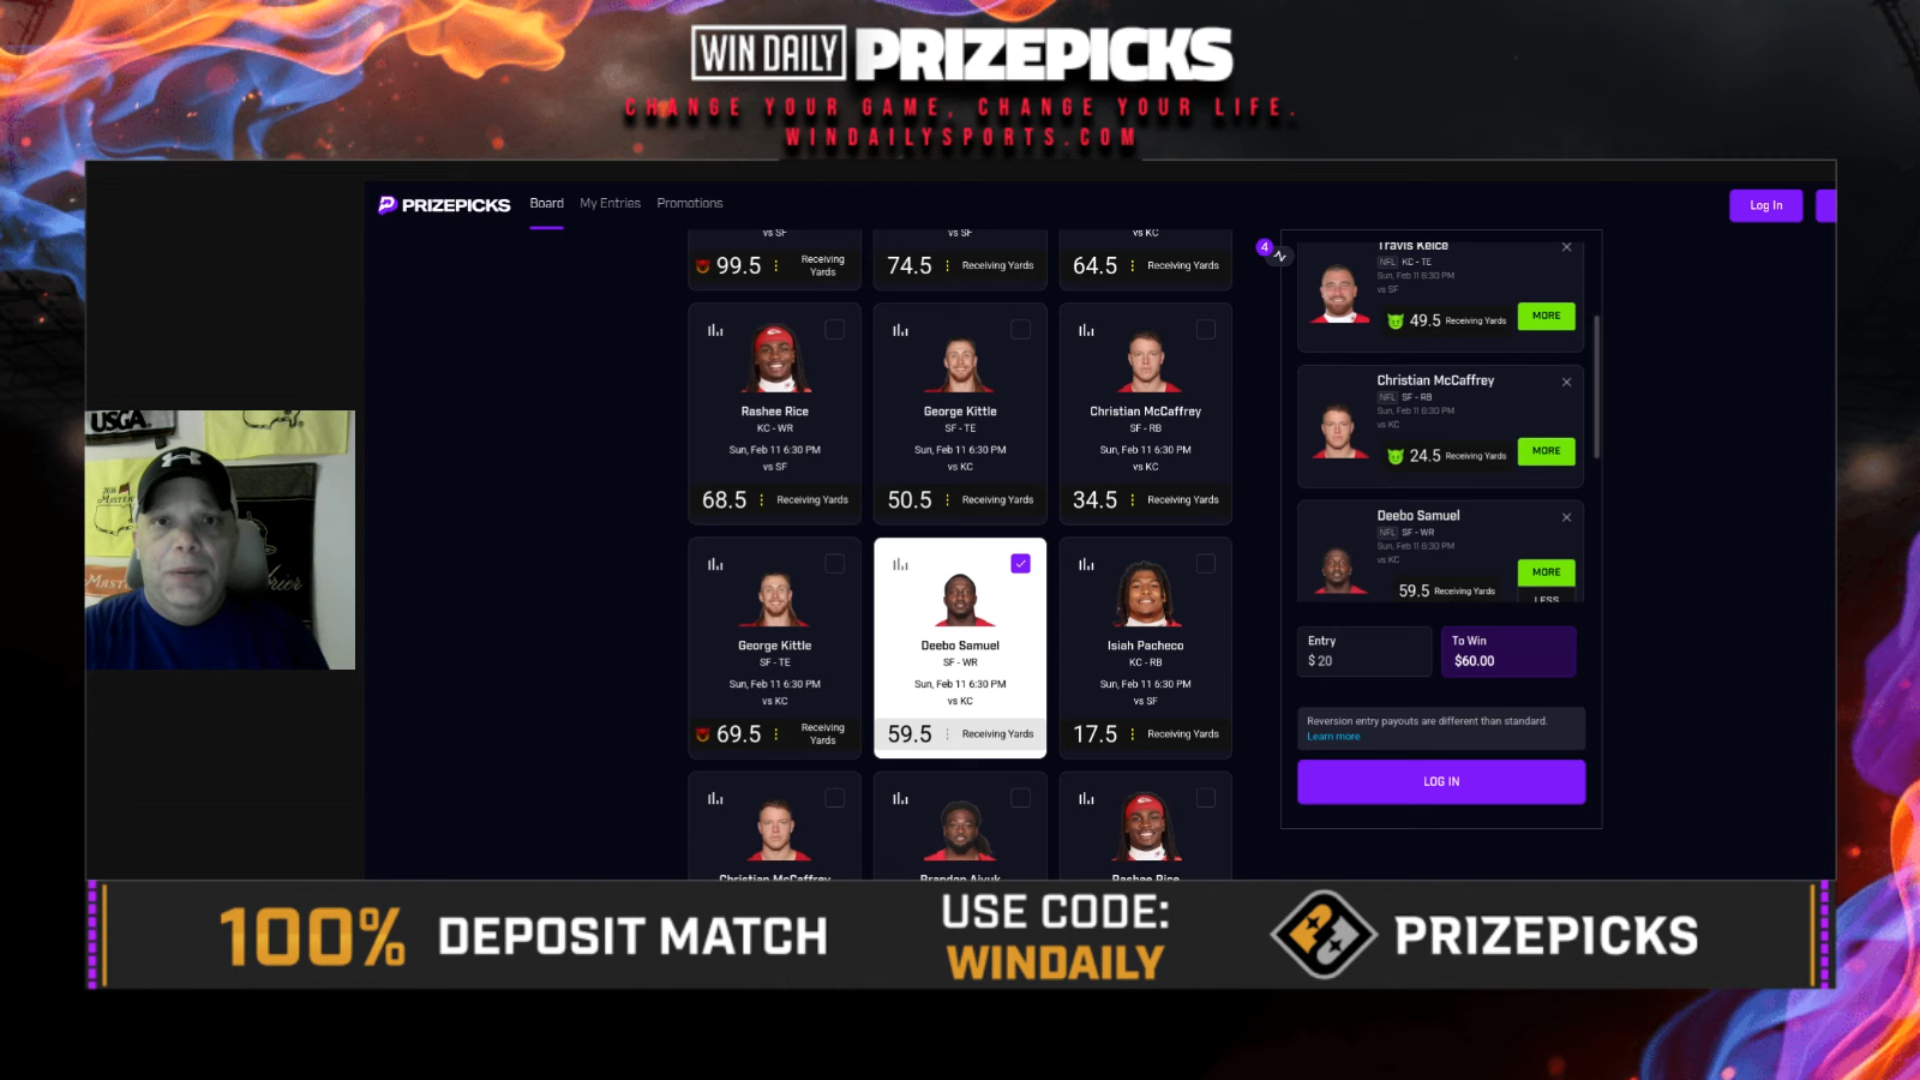 WIN DAILY PRIZEPICKS
CHANGE YOUR GAME, CHANGE YOUR LIFE.
WINDAILYSPORTS.COM
PRIZEPICKS Board My Entries Promotions Log In
vs SF
99.5 Receiving Yards
vs SF
74.5 Receiving Yards
vs KC
64.5 Receiving Yards
Rashee Rice
KC - WR
Sun, Feb 11 6:30 PM
vs SF
68.5 Receiving Yards
George Kittle
SF - TE
Sun, Feb 11 6:30 PM
vs KC
50.5 Receiving Yards
Christian McCaffrey
SF - RB
Sun, Feb 11 6:30 PM
vs KC
34.5 Receiving Yards
George Kittle
SF - TE
Sun, Feb 11 6:30 PM
vs KC
69.5 Receiving Yards
Deebo Samuel
SF - WR
Sun, Feb 11 6:30 PM
vs KC
59.5 Receiving Yards
Isiah Pacheco
KC - RB
Sun, Feb 11 6:30 PM
vs SF
17.5 Receiving Yards
Christian McCaffrey
Brandon Aiyuk
Rashee Rice
4
Travis Kelce
NFL KC - TE
Sun, Feb 11 6:30 PM
vs SF
49.5 Receiving Yards MORE
Christian McCaffrey
NFL SF - RB
Sun, Feb 11 6:30 PM
vs KC
24.5 Receiving Yards MORE
Deebo Samuel
NFL SF - WR
Sun, Feb 11 6:30 PM
vs KC
59.5 Receiving Yards
MORE
LESS
Entry
$ 20
To Win
$60.00
Reversion entry payouts are different than standard.
Learn more
LOG IN
USGA
MASTERS
100% DEPOSIT MATCH
USE CODE:
WINDAILY
PRIZEPICKS